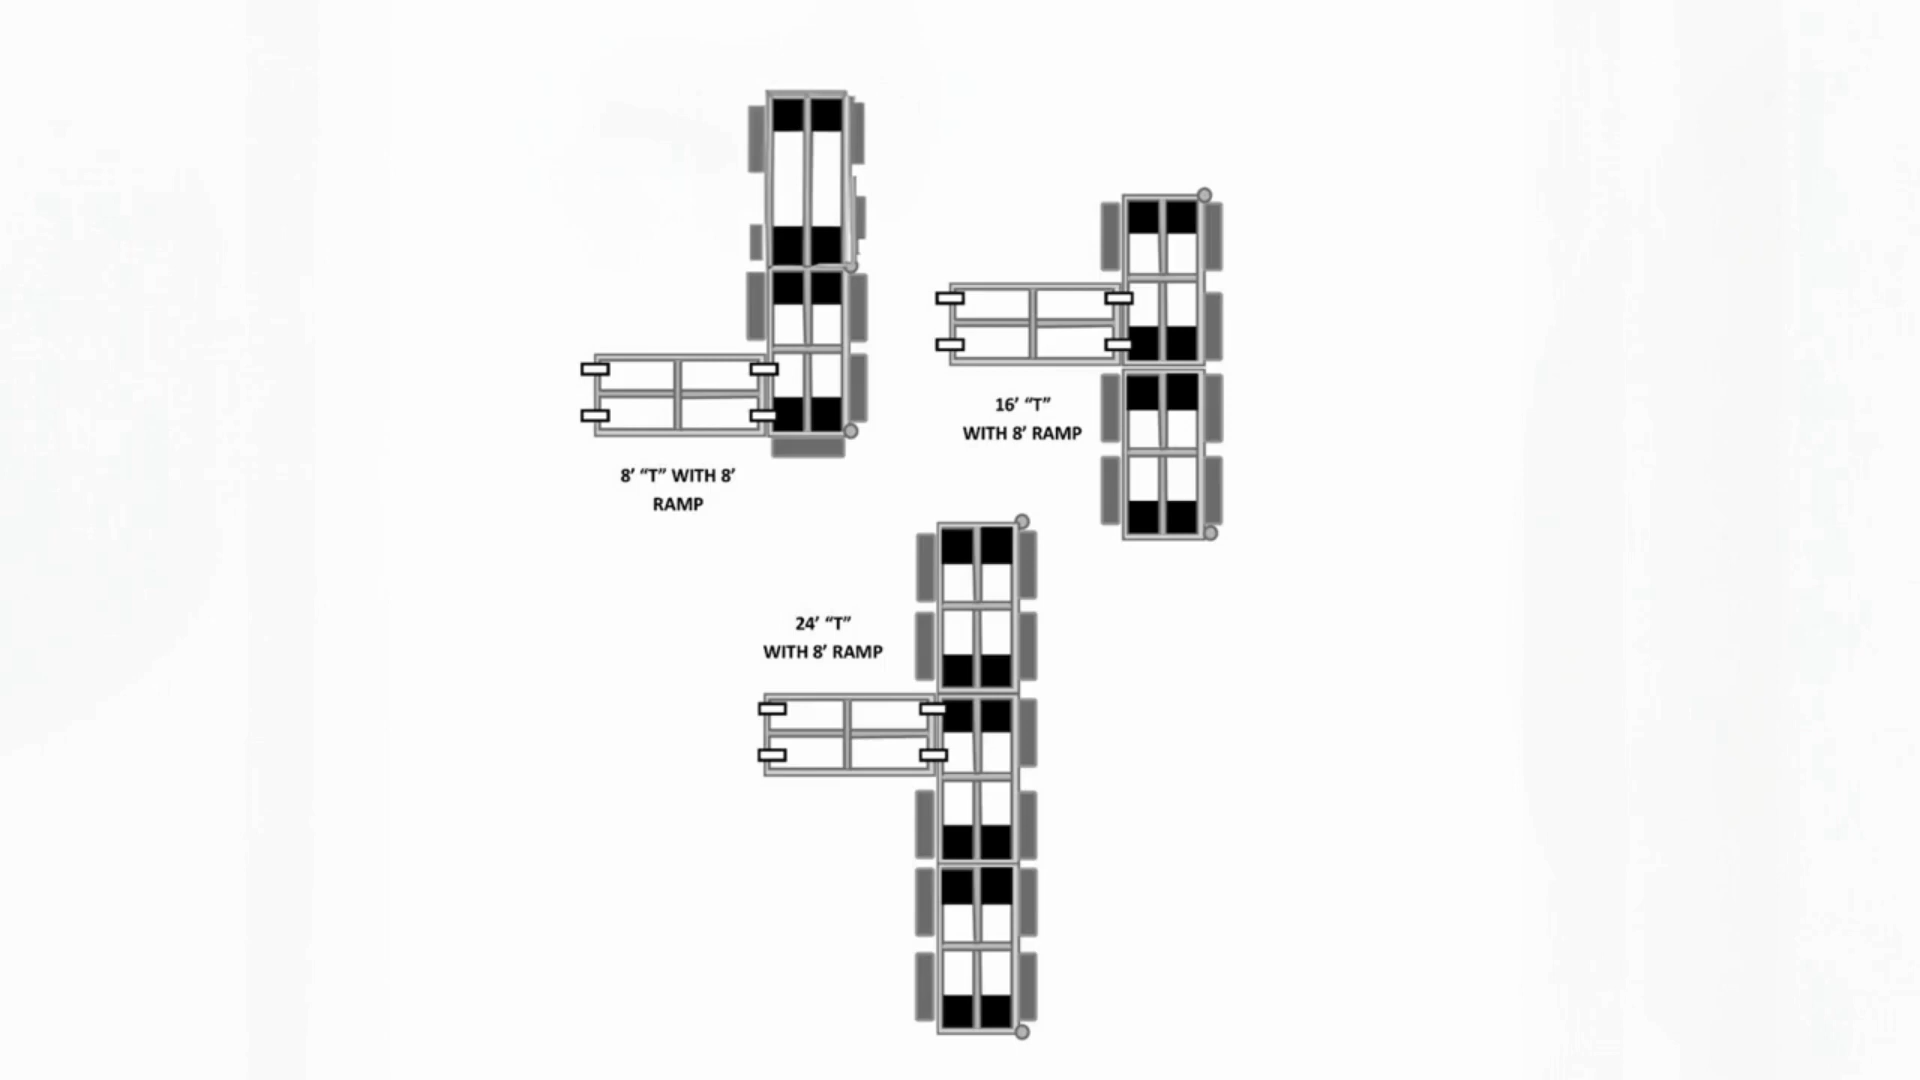 8’ “T” WITH 8’
RAMP
16’ “T”
WITH 8’ RAMP
24’ “T”
WITH 8’ RAMP